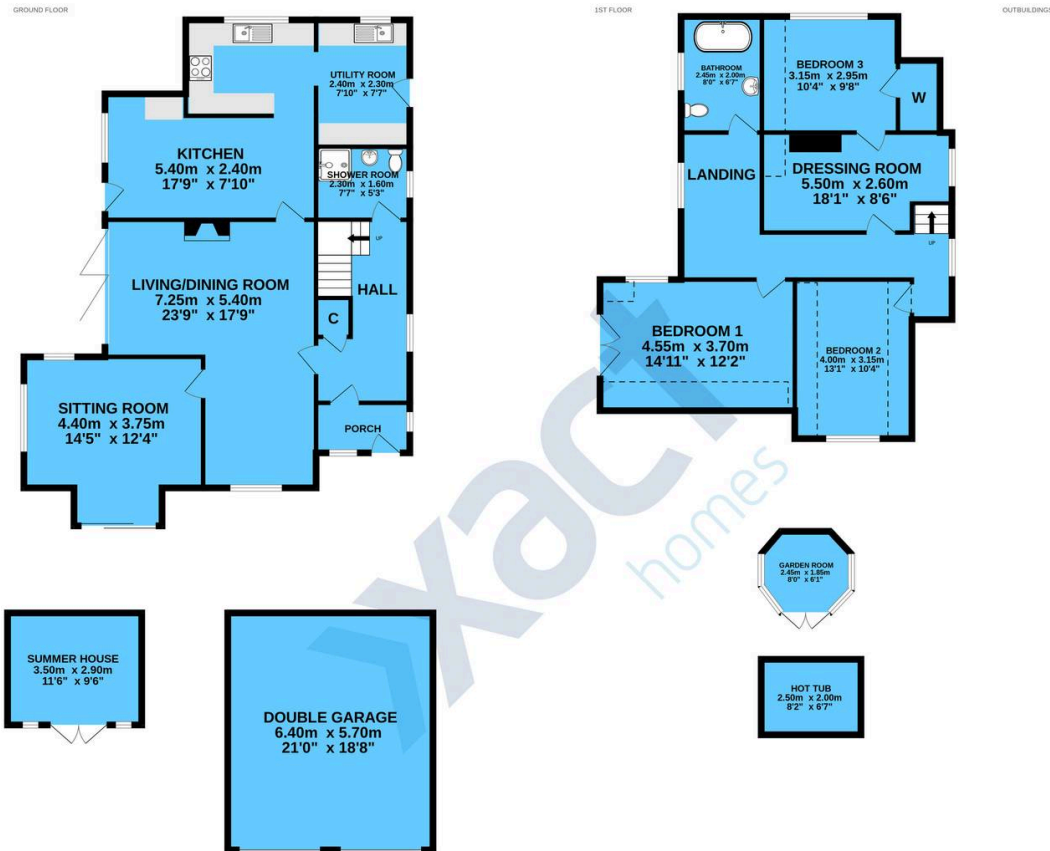 GROUND FLOOR
1ST FLOOR
OUTBUILDINGS
UTILITY ROOM
2.40m x 2.30m
7'10" x 7'7"
KITCHEN
5.40m x 2.40m
17'9" x 7'10"
SHOWER ROOM
2.30m x 1.60m
7'7" x 5'3"
UP
LIVING/DINING ROOM
7.25m x 5.40m
23'9" x 17'9"
HALL
C
SITTING ROOM
4.40m x 3.75m
14'5" x 12'4"
PORCH
BATHROOM
2.45m x 2.00m
8'0" x 6'7"
BEDROOM 3
3.15m x 2.95m
10'4" x 9'8"
W
LANDING
DRESSING ROOM
5.50m x 2.60m
18'1" x 8'6"
UP
BEDROOM 1
4.55m x 3.70m
14'11" x 12'2"
BEDROOM 2
4.00m x 3.15m
13'1" x 10'4"
xact
homes
GARDEN ROOM
2.45m x 1.85m
8'0" x 6'1"
SUMMER HOUSE
3.50m x 2.90m
11'6" x 9'6"
HOT TUB
2.50m x 2.00m
8'2" x 6'7"
DOUBLE GARAGE
6.40m x 5.70m
21'0" x 18'8"